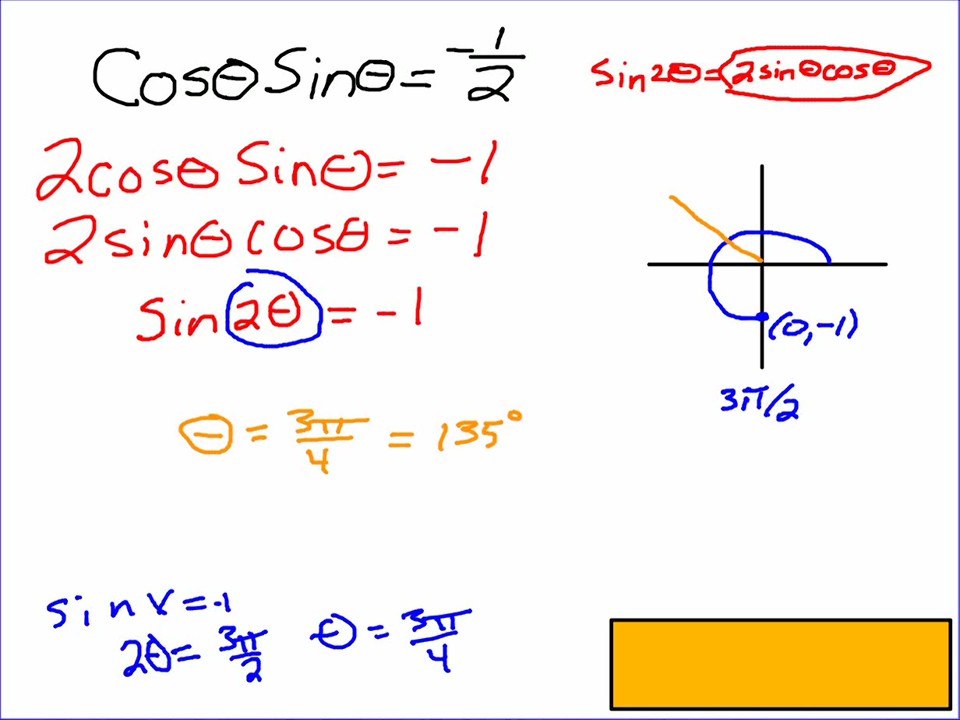 Cosθ Sinθ = -1/2
sin2θ = 2sinθcosθ
2cosθ Sinθ = -1
2sinθ cosθ = -1
sin 2θ = -1
(0,-1)
3π/2
θ = 3π/4 = 135°
sin x = -1
2θ = 3π/2
θ = 3π/4